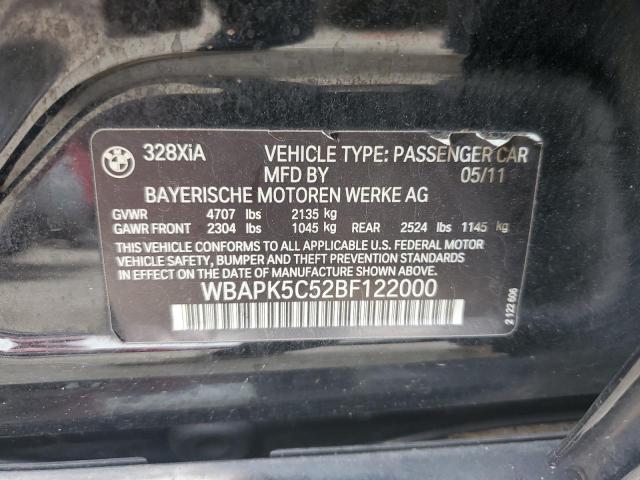 328XiA VEHICLE TYPE: PASSENGER CAR
MFD BY 05/11
BAYERISCHE MOTOREN WERKE AG
GVWR 4707 lbs 2135 kg
GAWR FRONT 2304 lbs 1045 kg REAR 2524 lbs 1145 kg
THIS VEHICLE CONFORMS TO ALL APPLICABLE U.S. FEDERAL MOTOR
VEHICLE SAFETY, BUMPER AND THEFT PREVENTION STANDARDS
IN EFFECT ON THE DATE OF MANUFACTURE SHOWN ABOVE.
WBAPK5C52BF122000
2 122 606